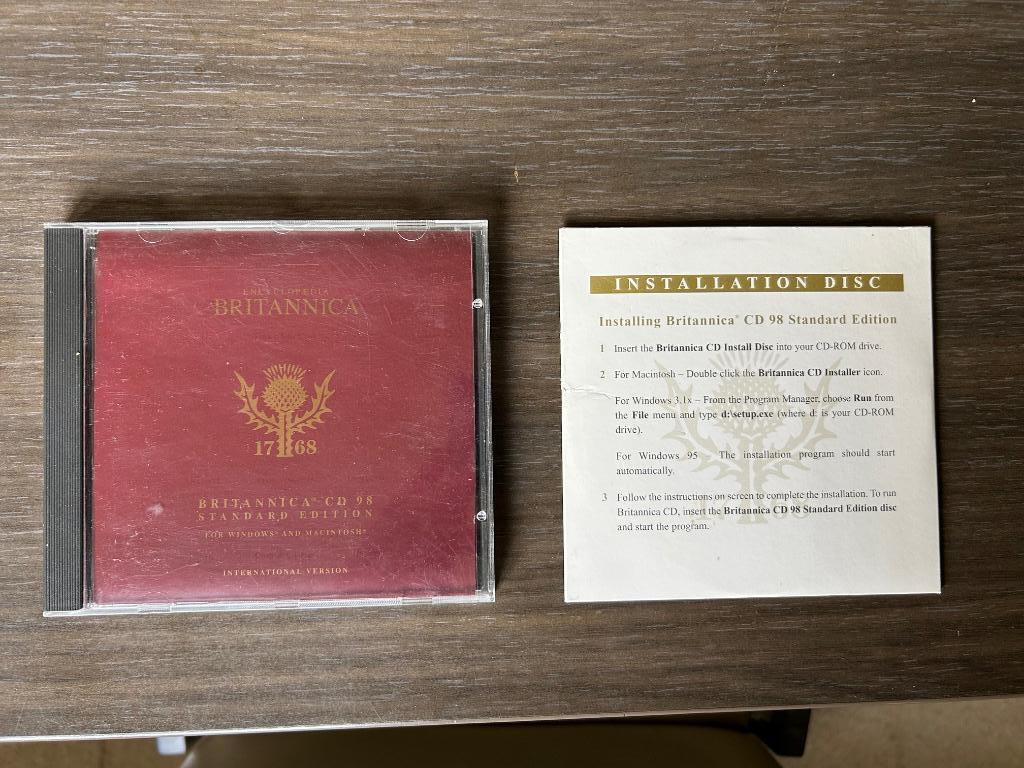 ENCYCLOPÆDIA
BRITANNICA
1768
BRITANNICA® CD 98
STANDARD EDITION
FOR WINDOWS® AND MACINTOSH®
INTERNATIONAL VERSION
INSTALLATION DISC
Installing Britannica® CD 98 Standard Edition
1 Insert the Britannica CD Install Disc into your CD-ROM drive.
2 For Macintosh – Double click the Britannica CD Installer icon.
For Windows 3.1x – From the Program Manager, choose Run from
the File menu and type d:\setup.exe (where d: is your CD-ROM
drive).
For Windows 95 – The installation program should start
automatically.
3 Follow the instructions on screen to complete the installation. To run
Britannica CD, insert the Britannica CD 98 Standard Edition disc
and start the program.
1768